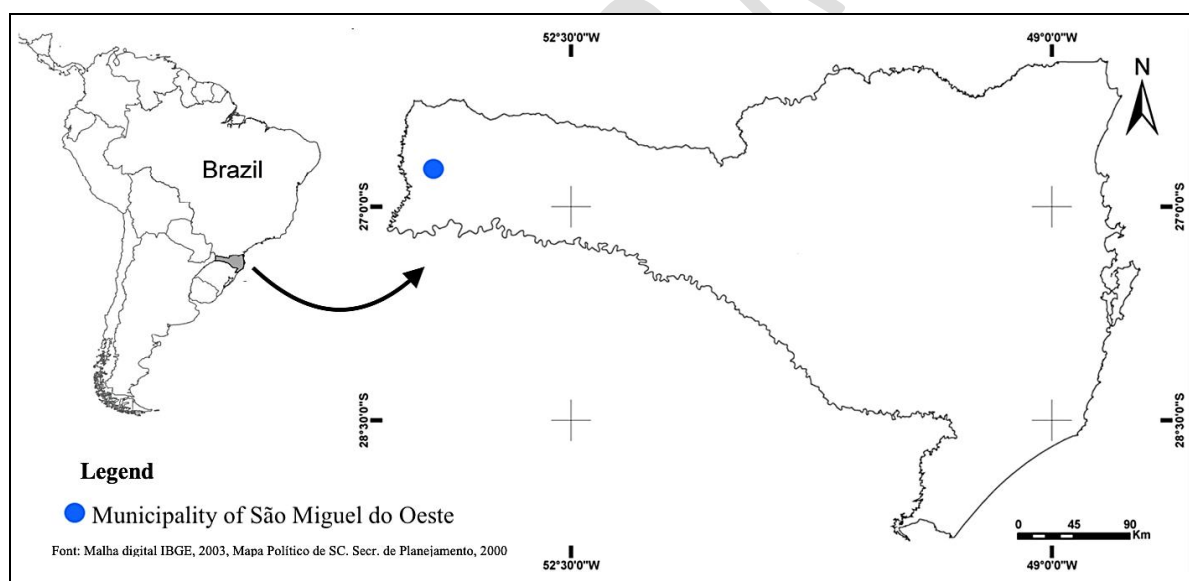 52°30'0"W
49°0'0"W
N
Brazil
27°0'0"S
27°0'0"S
28°30'0"S
28°30'0"S
Legend
Municipality of São Miguel do Oeste
0 45 90
Km
Font: Malha digital IBGE, 2003, Mapa Político de SC. Secr. de Planejamento, 2000
52°30'0"W
49°0'0"W